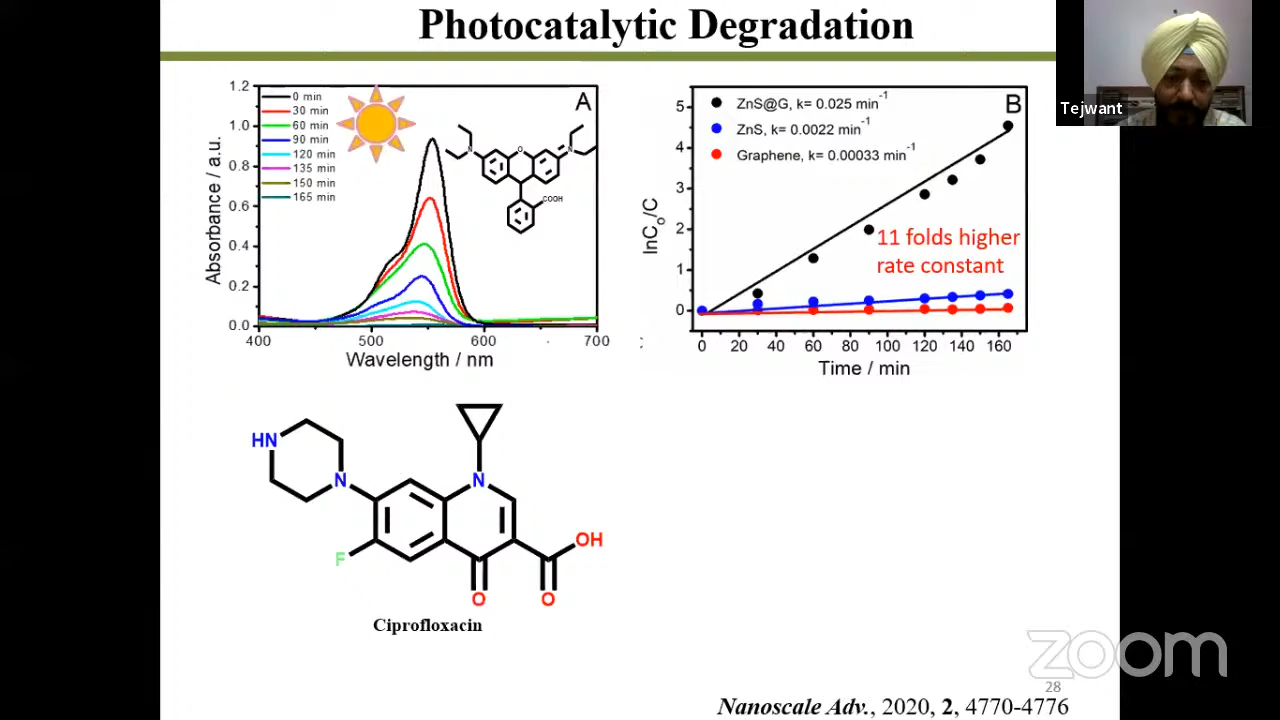 Photocatalytic Degradation
Tejwant
1.2
1.0
0.8
0.6
0.4
0.2
0.0
Absorbance / a.u.
0 min
30 min
60 min
90 min
120 min
135 min
150 min
165 min
A
N
O
N
COOH
400
500
600
700
Wavelength / nm
5
4
3
2
1
0
lnCo/C
ZnS@G, k= 0.025 min-1
ZnS, k= 0.0022 min-1
Graphene, k= 0.00033 min-1
B
11 folds higher
rate constant
0 20 40 60 80 100 120 140 160
Time / min
HN
N
N
F
O
O
OH
Ciprofloxacin
zoom
28
Nanoscale Adv., 2020, 2, 4770-4776